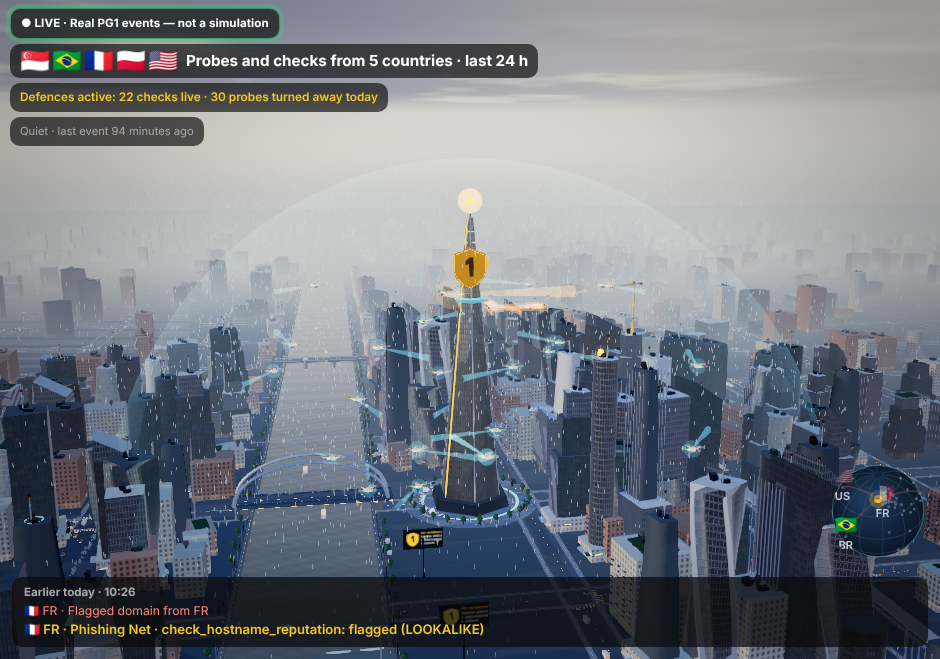 LIVE · Real PG1 events — not a simulation
Probes and checks from 5 countries · last 24 h
Defences active: 22 checks live · 30 probes turned away today
Quiet · last event 94 minutes ago
1
1
US
FR
BR
1
Earlier today · 10:26
FR · Flagged domain from FR
FR · Phishing Net · check_hostname_reputation: flagged (LOOKALIKE)